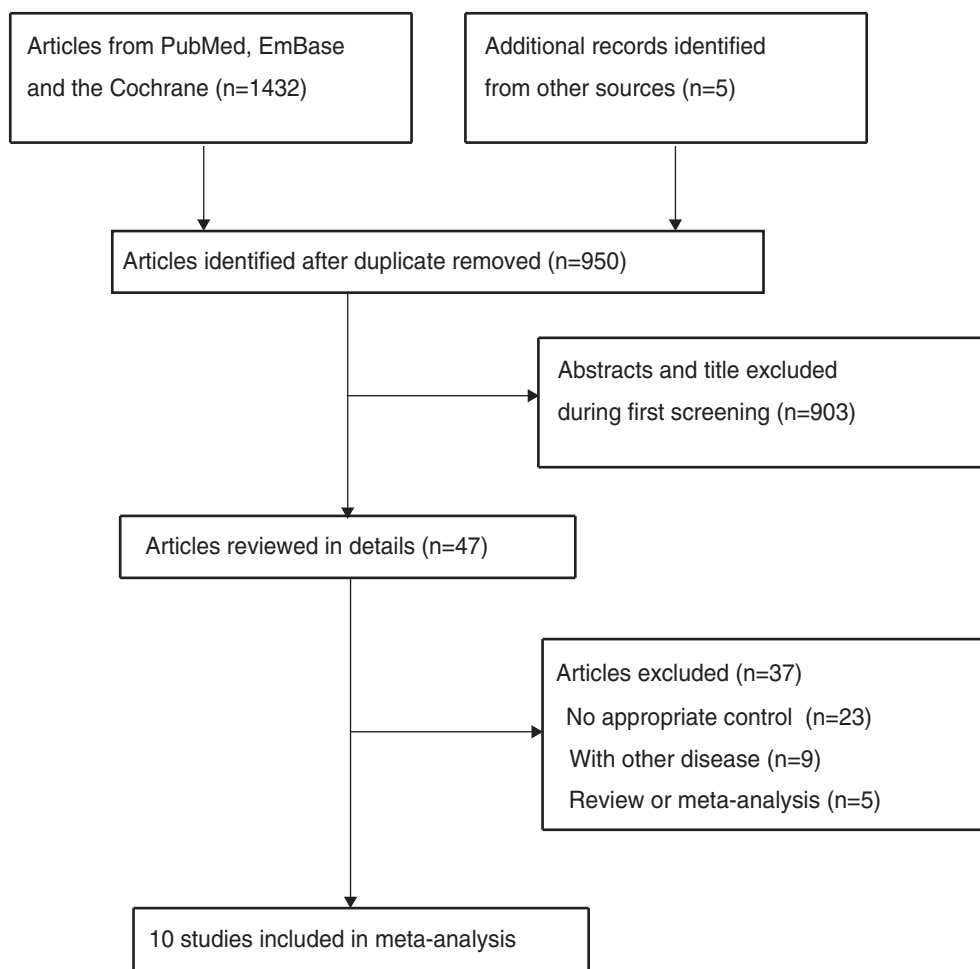 Articles from PubMed, EmBase
and the Cochrane (n=1432)
Additional records identified
from other sources (n=5)
Articles identified after duplicate removed (n=950)
Abstracts and title excluded
during first screening (n=903)
Articles reviewed in details (n=47)
Articles excluded (n=37)
No appropriate control (n=23)
With other disease (n=9)
Review or meta-analysis (n=5)
10 studies included in meta-analysis